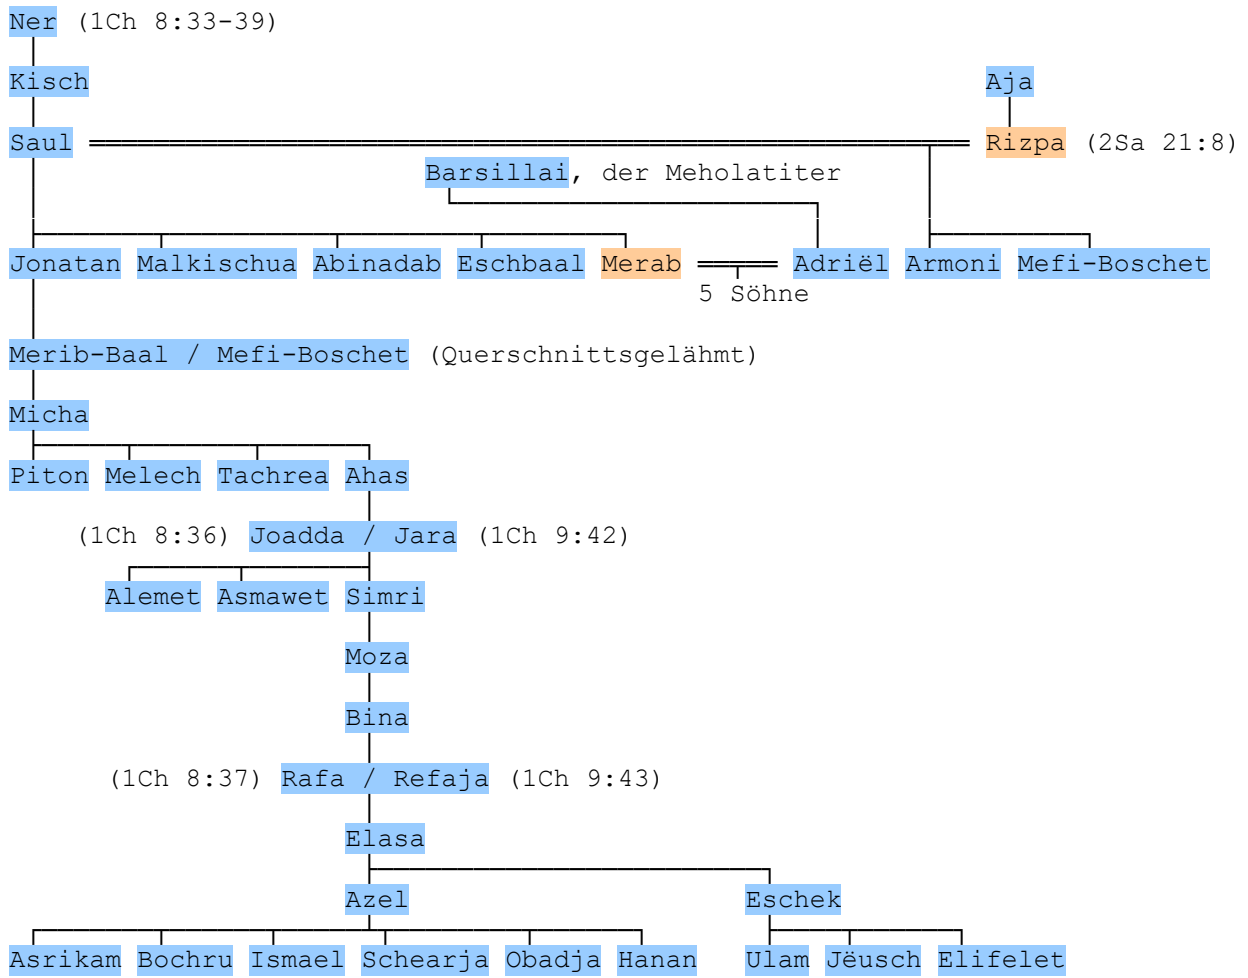 Ner (1Ch 8:33-39)
Kisch Aja
Saul Rizpa (2Sa 21:8)
Barsillai, der Meholatiter
Jonatan Malkischua Abinadab Eschbaal Merab Adriël Armoni Mefi-Boschet
5 Söhne
Merib-Baal / Mefi-Boschet (Querschnittsgelähmt)
Micha
Piton Melech Tachrea Ahas
(1Ch 8:36) Joadda / Jara (1Ch 9:42)
Alemet Asmawet Simri
Moza
Bina
(1Ch 8:37) Rafa / Refaja (1Ch 9:43)
Elasa
Azel Eschek
Asrikam Bochru Ismael Schearja Obadja Hanan Ulam Jëusch Elifelet